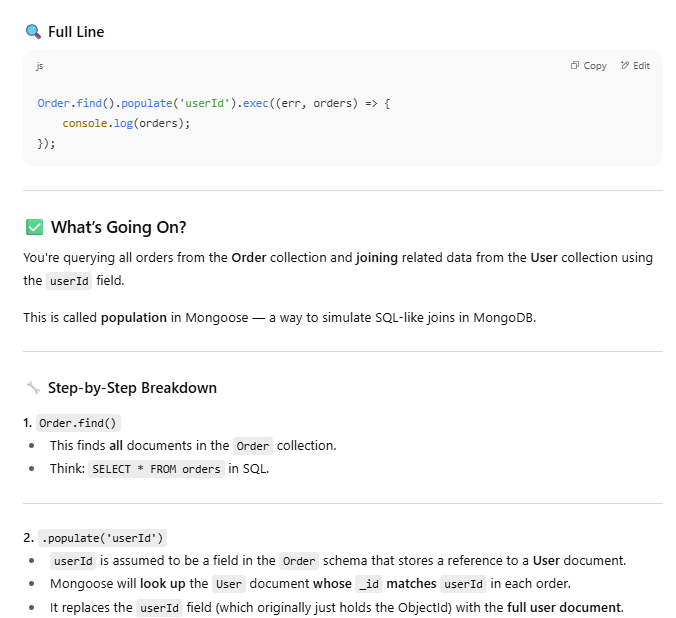 🔍 Full Line
js
Copy Edit
Order.find().populate('userId').exec((err, orders) => {
    console.log(orders);
});
✅ What's Going On?
You're querying all orders from the Order collection and joining related data from the User collection using
the userId field.
This is called population in Mongoose — a way to simulate SQL-like joins in MongoDB.
🔧 Step-by-Step Breakdown
1. Order.find()
• This finds all documents in the Order collection.
• Think: SELECT * FROM orders in SQL.
2. .populate('userId')
• userId is assumed to be a field in the Order schema that stores a reference to a User document.
• Mongoose will look up the User document whose _id matches userId in each order.
• It replaces the userId field (which originally just holds the ObjectId) with the full user document.